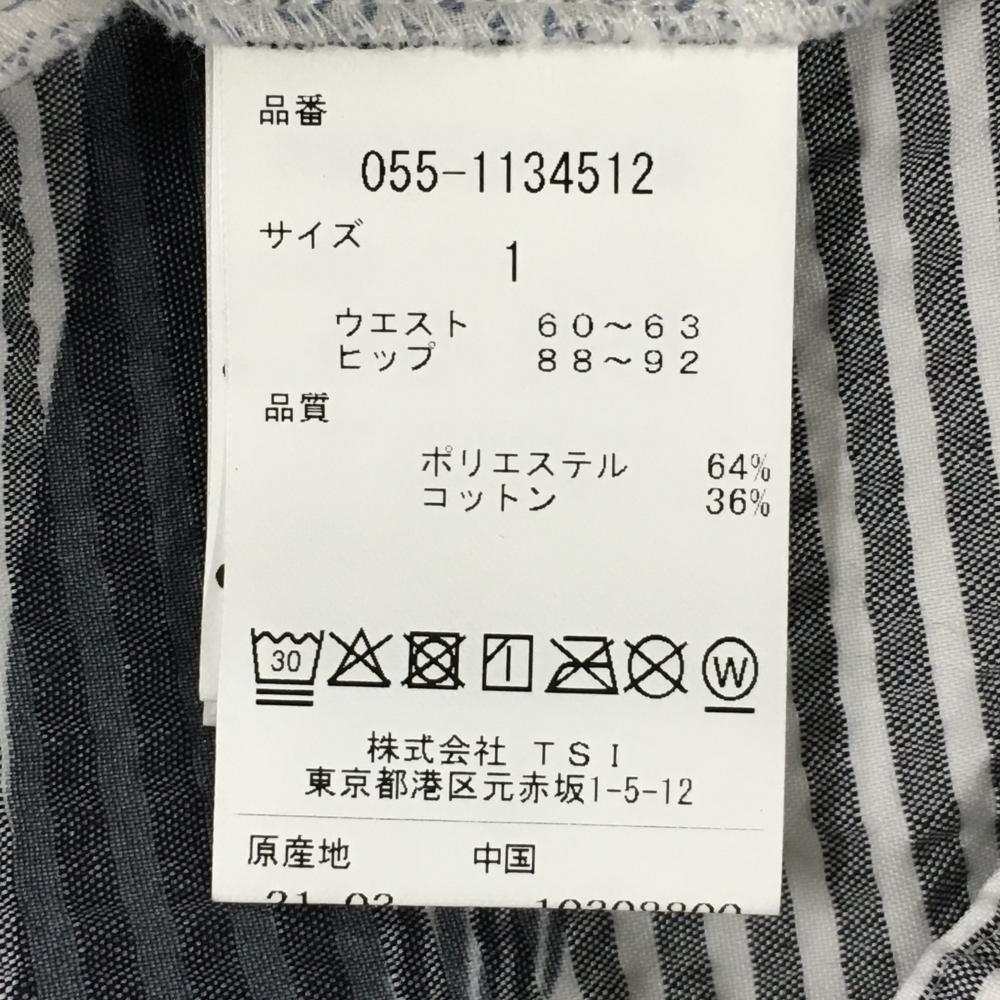 品番
055-1134512
サイズ
1
ウエスト 60～63
ヒップ 88～92
品質
ポリエステル 64%
コットン 36%
30 W
株式会社 TSI
東京都港区元赤坂1-5-12
原産地 中国